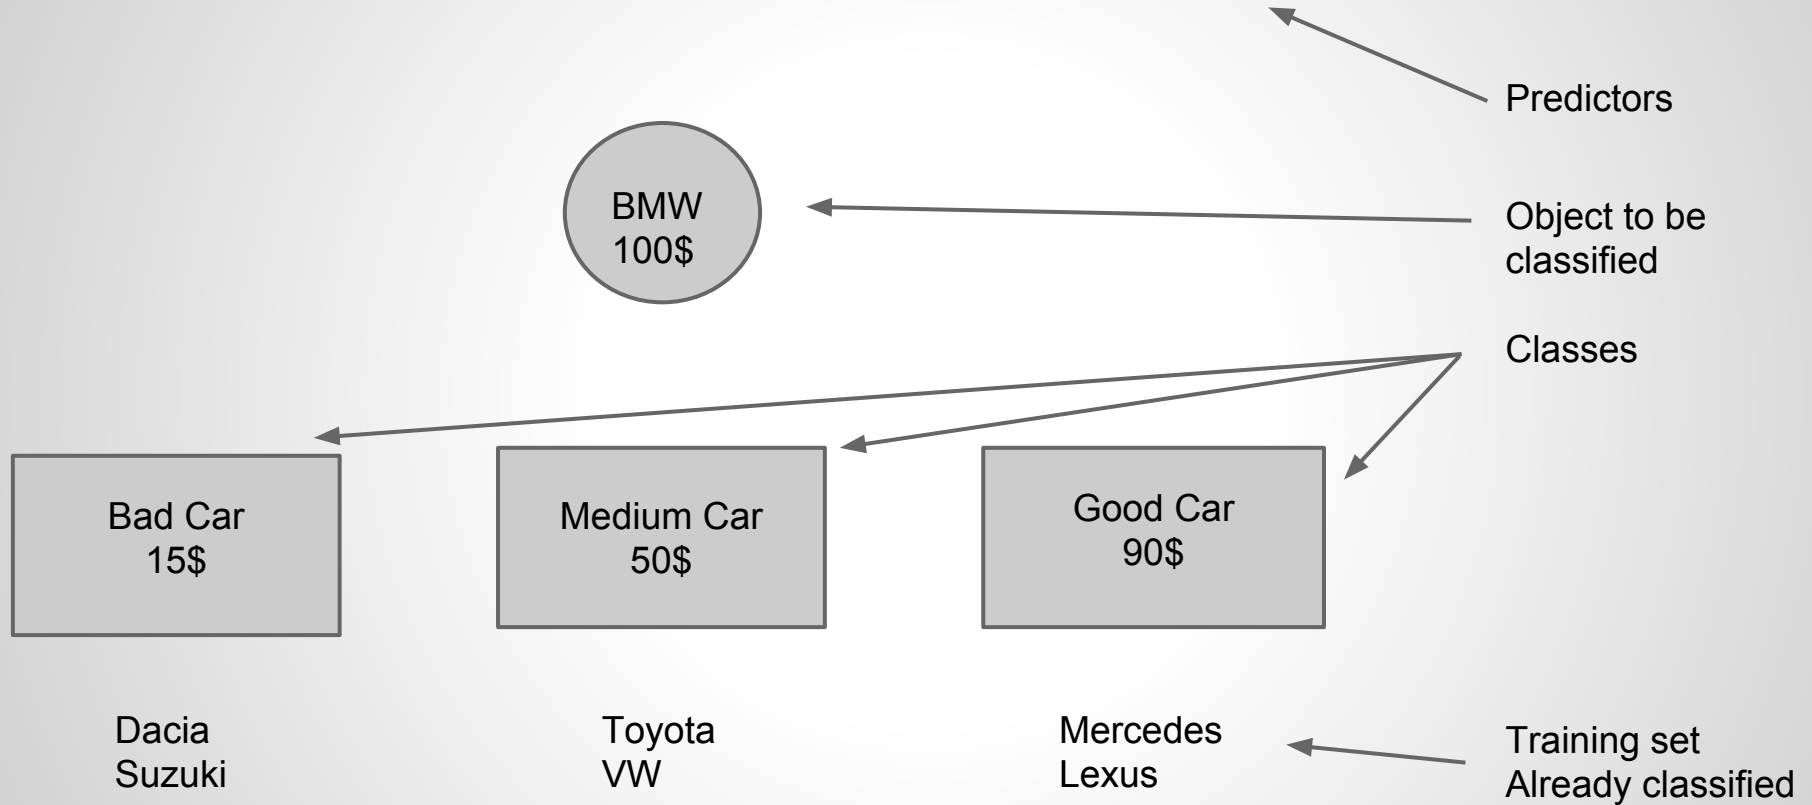 Predictors
BMW
100$
Object to be
classified
Classes
Bad Car
15$
Medium Car
50$
Good Car
90$
Dacia
Suzuki
Toyota
VW
Mercedes
Lexus
Training set
Already classified